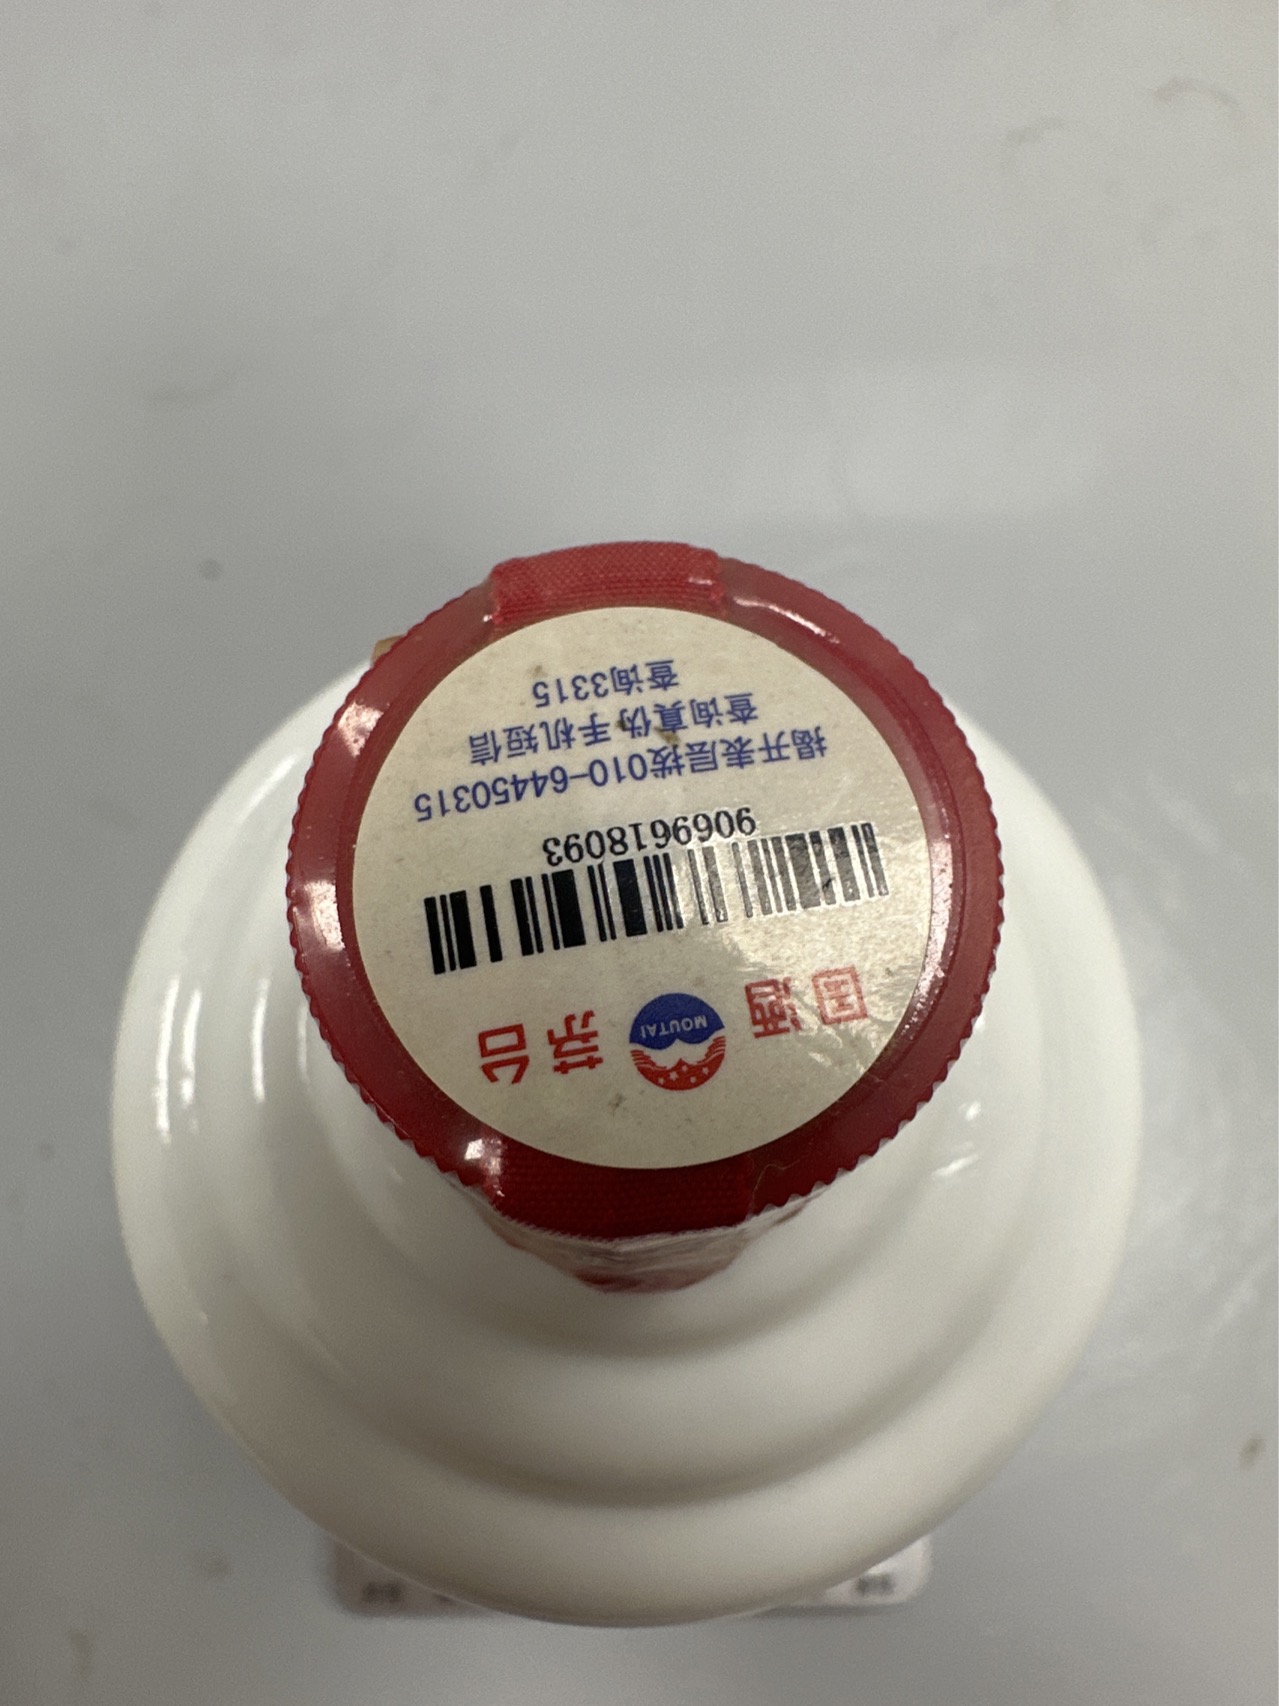 国酒 MOUTAI 茅台
9069618093
揭开表层拨010-64450315
查询真伪 手机短信
查询3315